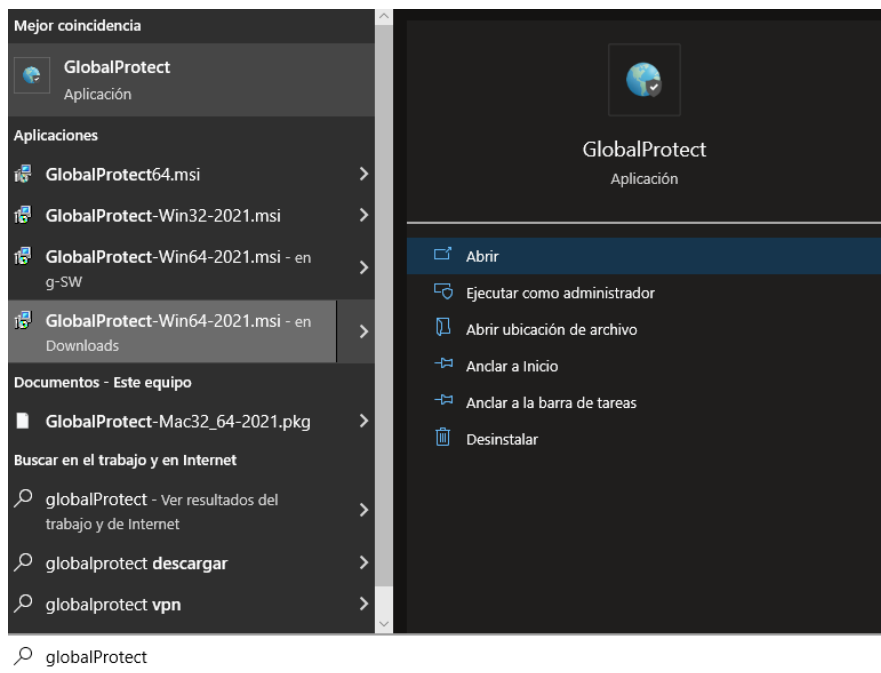 Mejor coincidencia
GlobalProtect
Aplicación
Aplicaciones
GlobalProtect64.msi
GlobalProtect-Win32-2021.msi
GlobalProtect-Win64-2021.msi - en
g-SW
GlobalProtect-Win64-2021.msi - en
Downloads
Documentos - Este equipo
GlobalProtect-Mac32_64-2021.pkg
Buscar en el trabajo y en Internet
globalProtect - Ver resultados del
trabajo y de Internet
globalprotect descargar
globalprotect vpn
globalProtect
GlobalProtect
Aplicación
Abrir
Ejecutar como administrador
Abrir ubicación de archivo
Anclar a Inicio
Anclar a la barra de tareas
Desinstalar